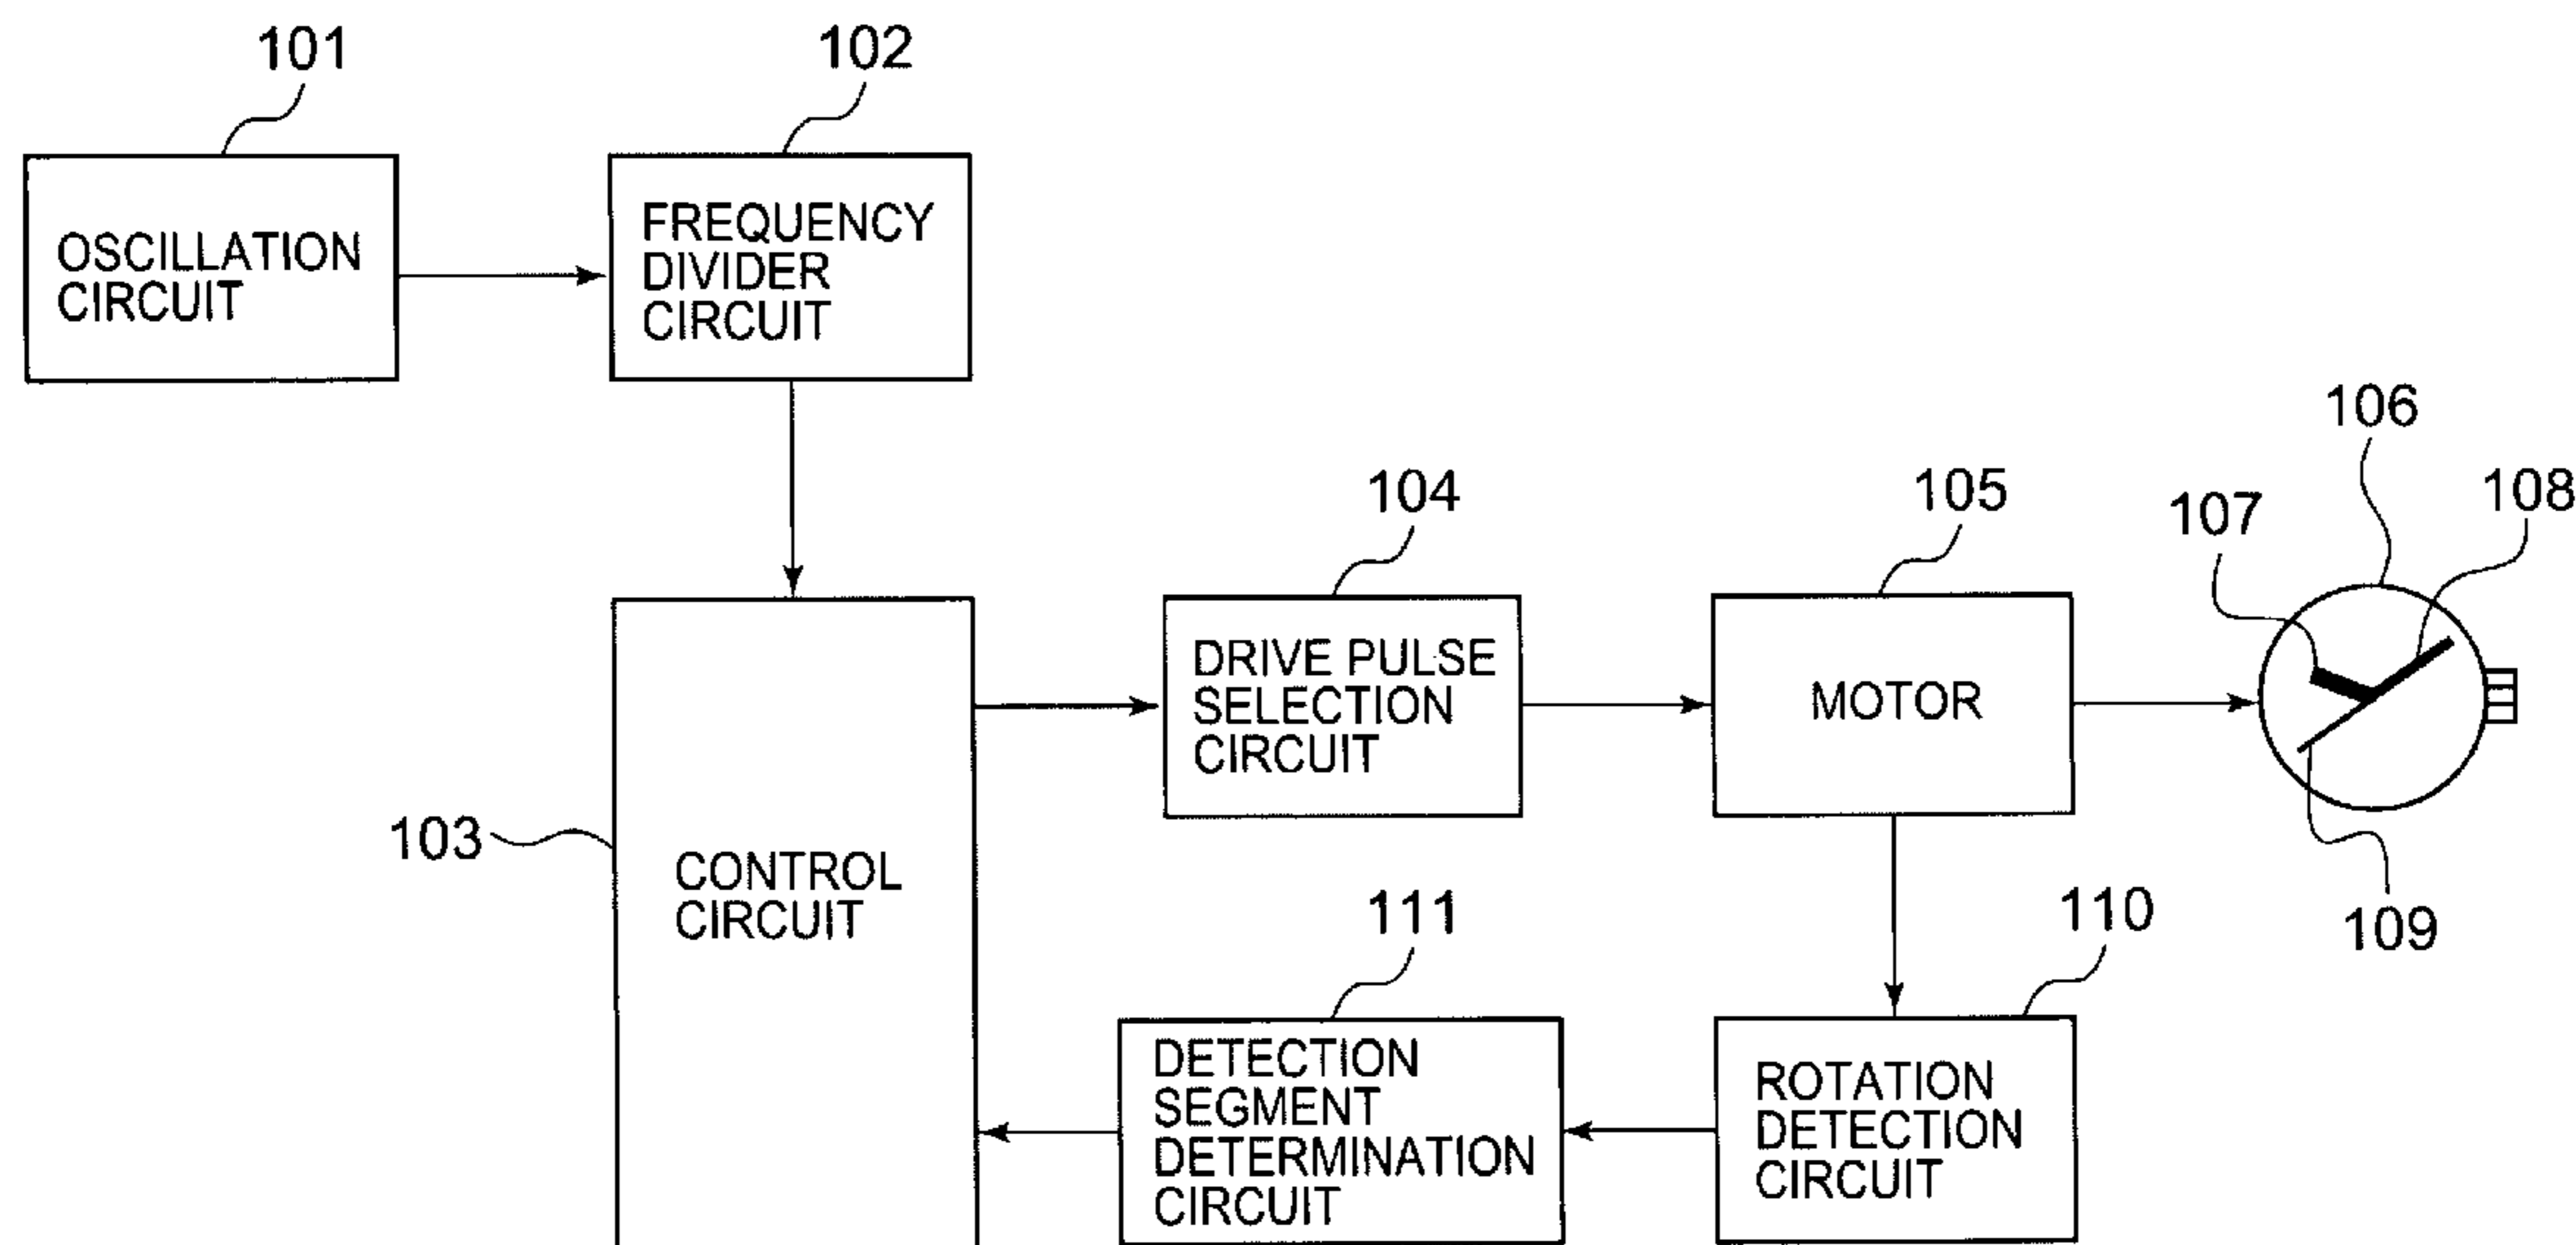 101
102
OSCILLATION
CIRCUIT
FREQUENCY
DIVIDER
CIRCUIT
106
104
105
107
108
DRIVE PULSE
SELECTION
CIRCUIT
MOTOR
103
CONTROL
CIRCUIT
111
110
109
DETECTION
SEGMENT
DETERMINATION
CIRCUIT
ROTATION
DETECTION
CIRCUIT